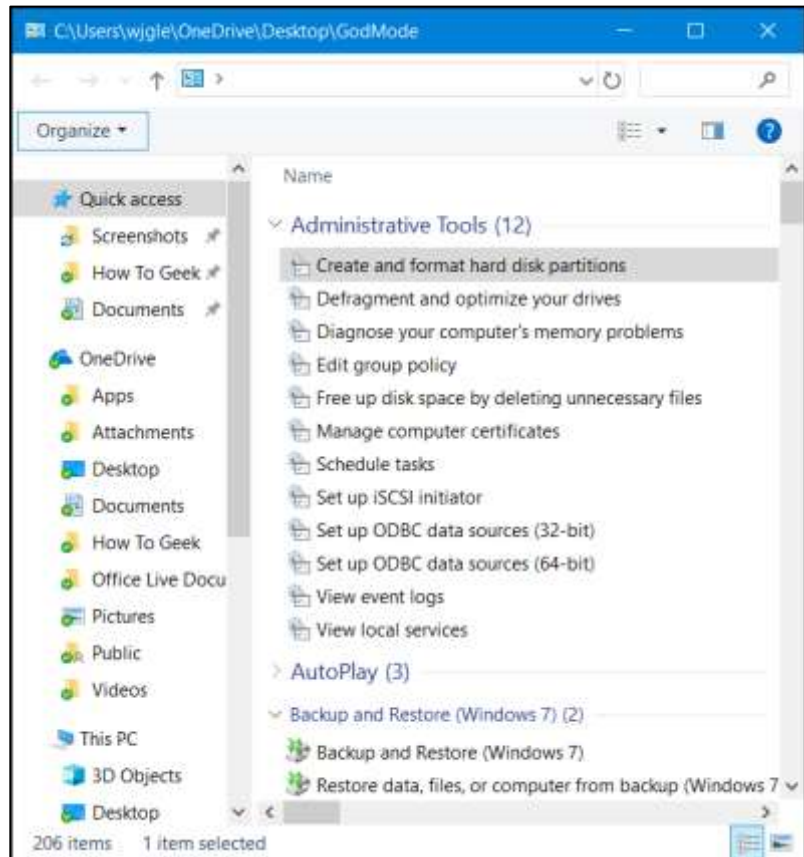 C:\Users\wjgle\OneDrive\Desktop\GodMode
Organize
Quick access
Screenshots
How To Geek
Documents
OneDrive
Apps
Attachments
Desktop
Documents
How To Geek
Office Live Docu
Pictures
Public
Videos
This PC
3D Objects
Desktop
Name
Administrative Tools (12)
Create and format hard disk partitions
Defragment and optimize your drives
Diagnose your computer's memory problems
Edit group policy
Free up disk space by deleting unnecessary files
Manage computer certificates
Schedule tasks
Set up iSCSI initiator
Set up ODBC data sources (32-bit)
Set up ODBC data sources (64-bit)
View event logs
View local services
AutoPlay (3)
Backup and Restore (Windows 7) (2)
Backup and Restore (Windows 7)
Restore data, files, or computer from backup (Windows 7
206 items 1 item selected